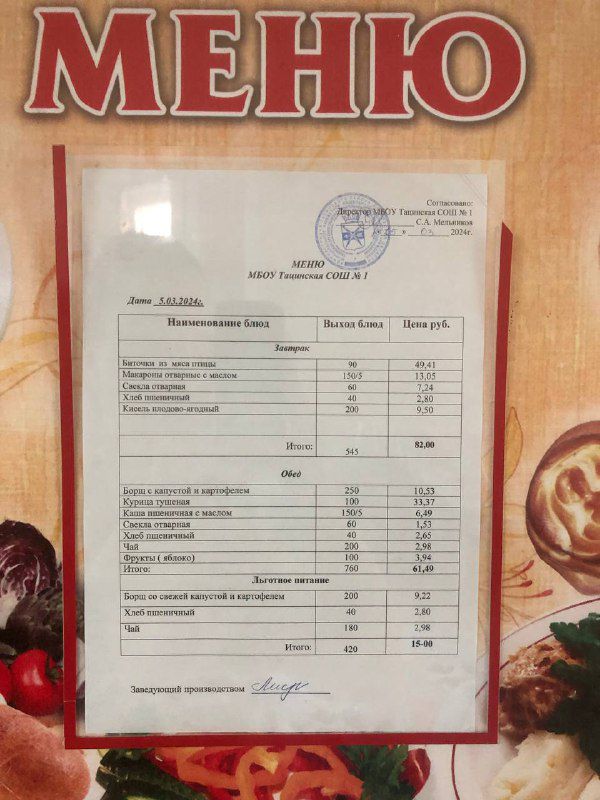 МЕНЮ
Согласовано:
Директор МБОУ Тацинская СОШ № 1
С.А. Мельников
« 05 » 03 2024г.
МЕНЮ
МБОУ Тацинская СОШ № 1
Дата 5.03.2024г.
Наименование блюд Выход блюд Цена руб.
Завтрак
Биточки из мяса птицы 90 49,41
Макароны отварные с маслом 150/5 13,05
Свекла отварная 60 7,24
Хлеб пшеничный 40 2,80
Кисель плодово-ягодный 200 9,50
Итого: 545 82,00
Обед
Борщ с капустой и картофелем 250 10,53
Курица тушеная 100 33,37
Каша пшеничная с маслом 150/5 6,49
Свекла отварная 60 1,53
Хлеб пшеничный 40 2,65
Чай 200 2,98
Фрукты ( яблоко) 100 3,94
Итого: 760 61,49
Льготное питание
Борщ со свежей капустой и картофелем 200 9,22
Хлеб пшеничный 40 2,80
Чай 180 2,98
Итого: 420 15-00
Заведующий производством